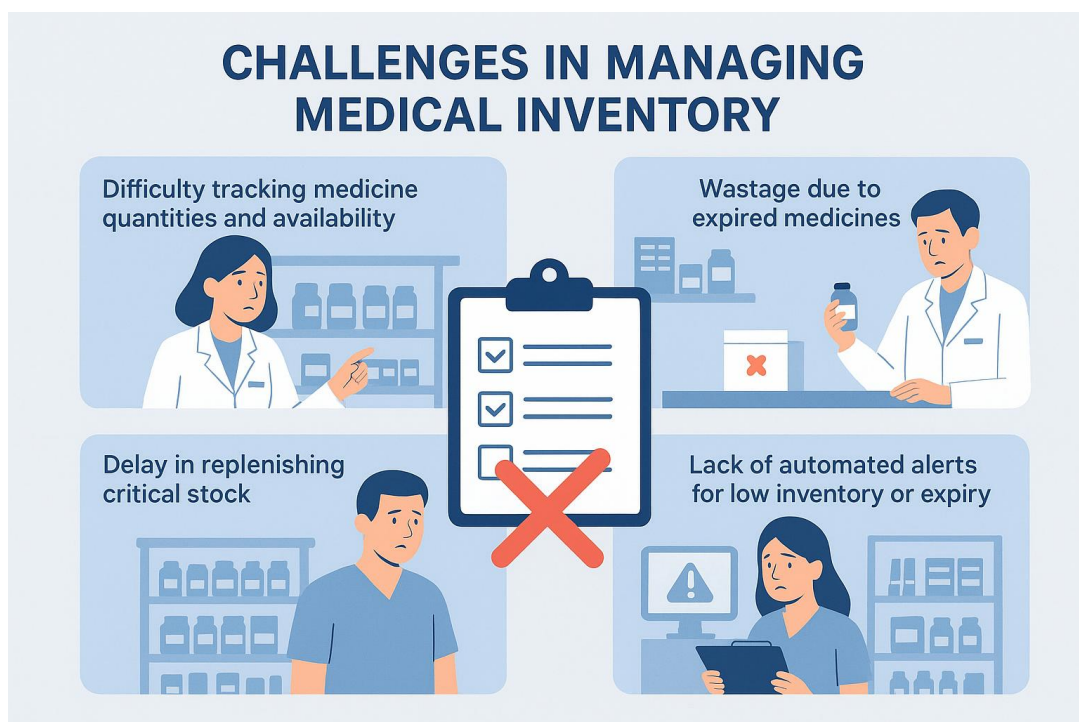 CHALLENGES IN MANAGING
MEDICAL INVENTORY
Difficulty tracking medicine
quantities and availability
Wastage due to
expired medicines
Delay in replenishing
critical stock
Lack of automated alerts
for low inventory or expiry